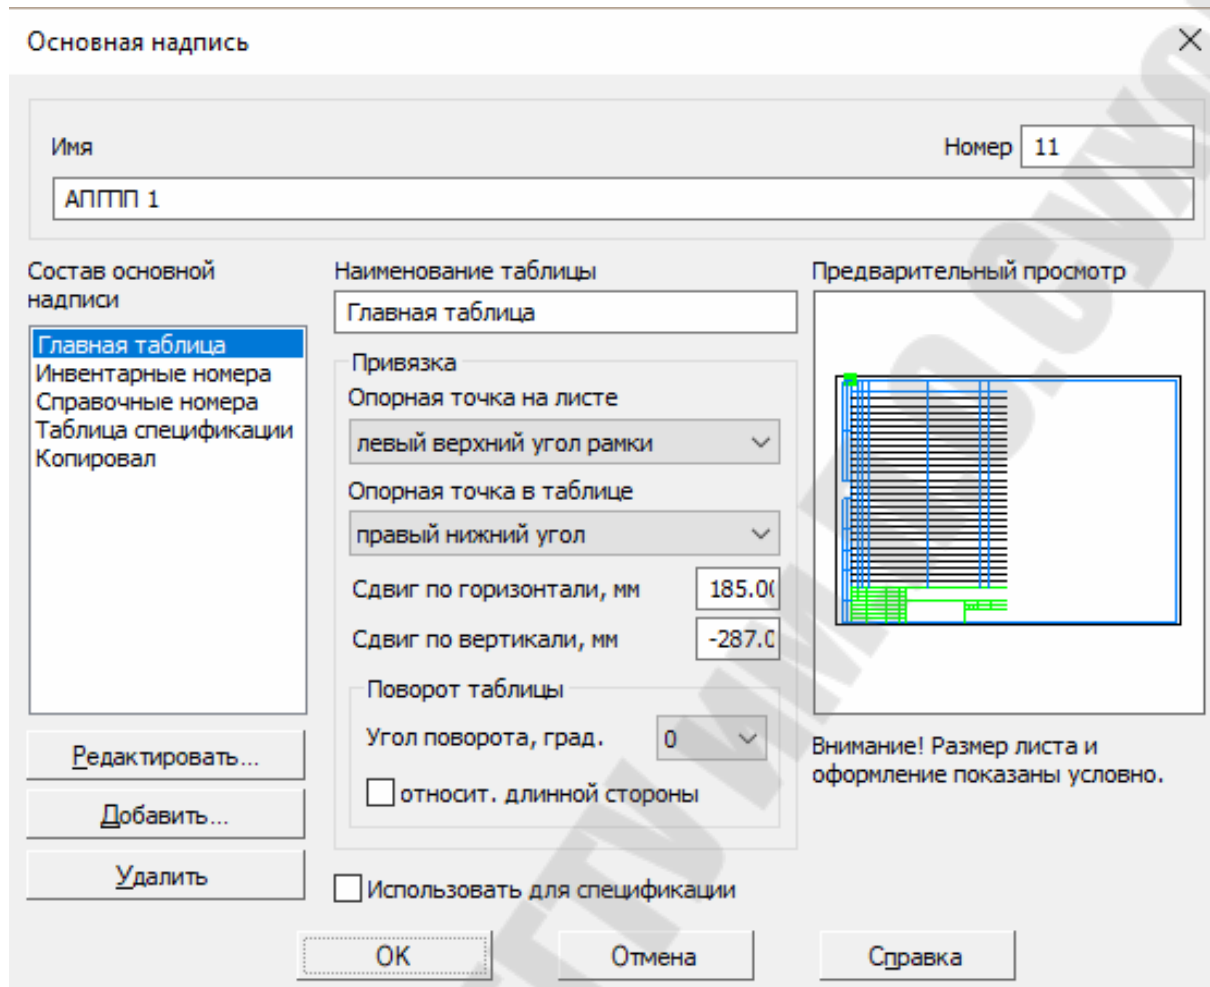 Основная надпись
Имя
Номер 11
АПГТП 1
Состав основной
надписи
Главная таблица
Инвентарные номера
Справочные номера
Таблица спецификации
Копировал
Редактировать...
Добавить...
Удалить
Наименование таблицы
Главная таблица
Привязка
Опорная точка на листе
левый верхний угол рамки
Опорная точка в таблице
правый нижний угол
Сдвиг по горизонтали, мм 185.0
Сдвиг по вертикали, мм -287.0
Поворот таблицы
Угол поворота, град. 0
относит. длинной стороны
Использовать для спецификации
Предварительный просмотр
Внимание! Размер листа и
оформление показаны условно.
OK
Отмена
Справка